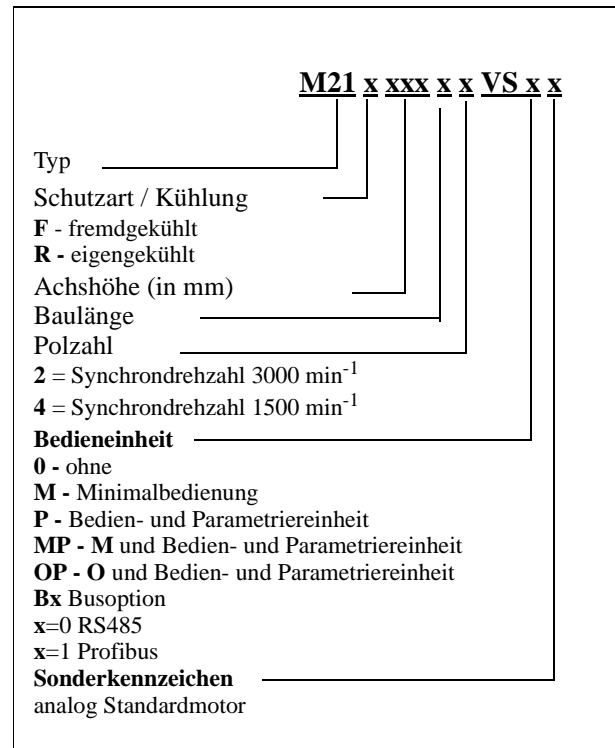 M21 x xxx x x VS x x
Typ
Schutzart / Kühlung
F - fremdgekühlt
R - eigengekühlt
Achshöhe (in mm)
Baulänge
Polzahl
2 = Synchrondrehzahl 3000 min-1
4 = Synchrondrehzahl 1500 min-1
Bedieneinheit
0 - ohne
M - Minimalbedienung
P - Bedien- und Parametriereinheit
MP - M und Bedien- und Parametriereinheit
OP - O und Bedien- und Parametriereinheit
Bx Busoption
x=0 RS485
x=1 Profibus
Sonderkennzeichen
analog Standardmotor